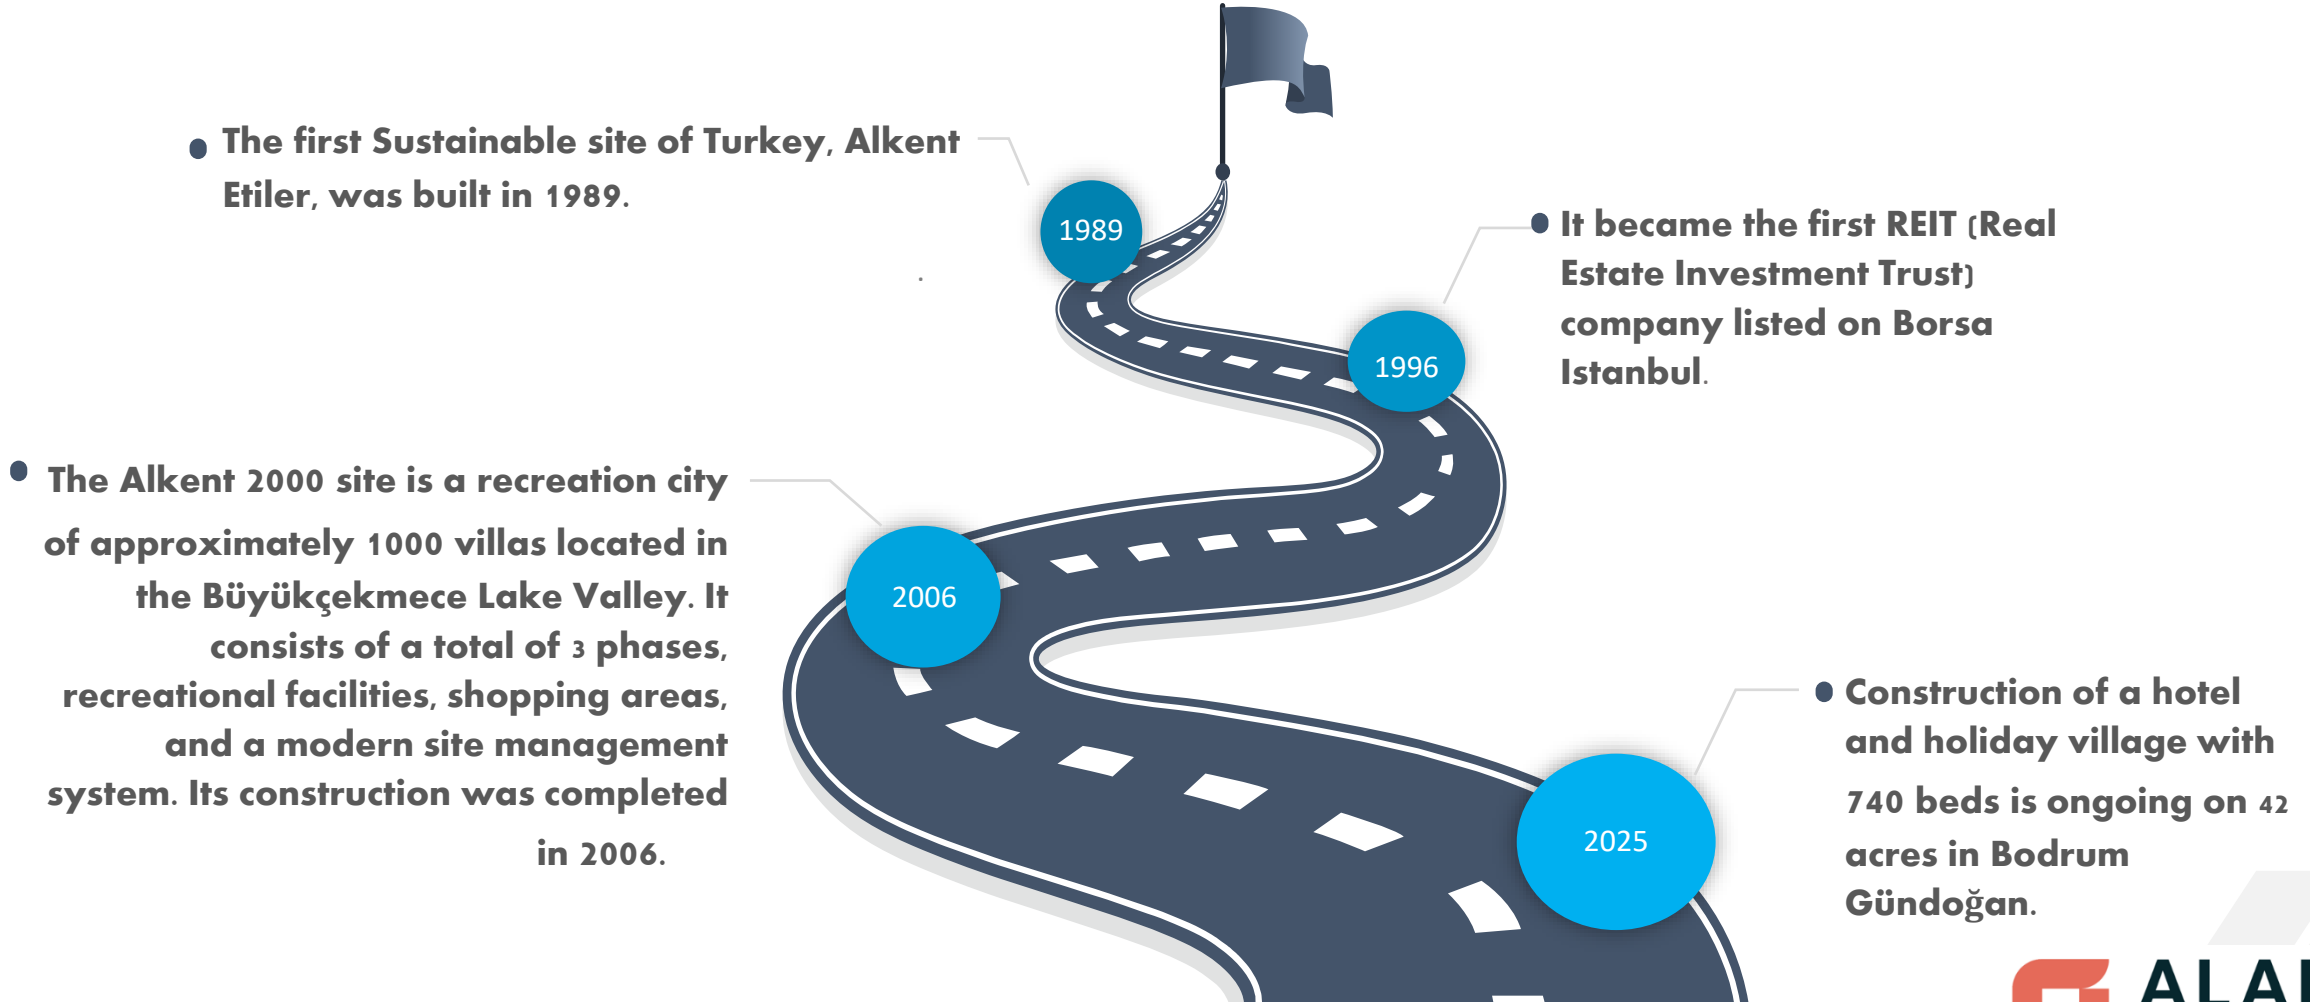 The first Sustainable site of Turkey, Alkent
Etiler, was built in 1989.
1989
It became the first REIT (Real
Estate Investment Trust)
company listed on Borsa
Istanbul.
1996
The Alkent 2000 site is a recreation city
of approximately 1000 villas located in
the Büyükçekmece Lake Valley. It
consists of a total of 3 phases,
recreational facilities, shopping areas,
and a modern site management
system. Its construction was completed
in 2006.
2006
Construction of a hotel
and holiday village with
740 beds is ongoing on 42
acres in Bodrum
Gündoğan.
2025